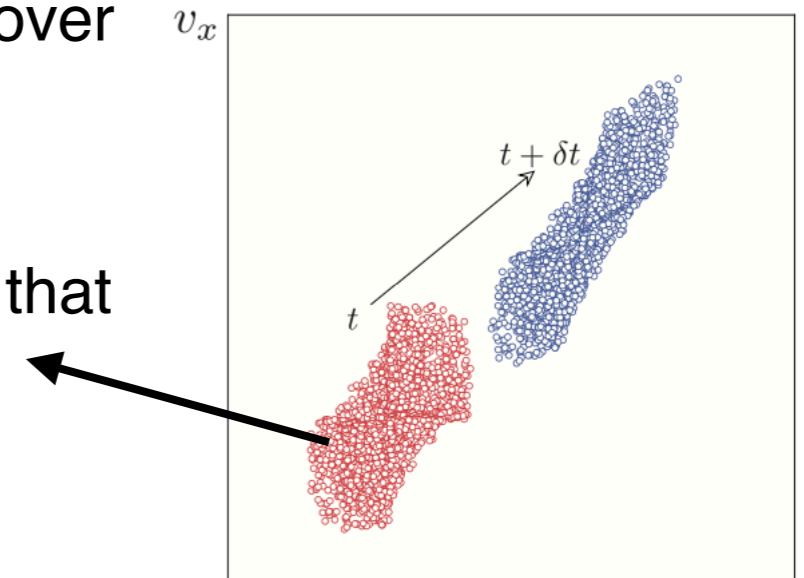 over
v_x
t + δt
that
t